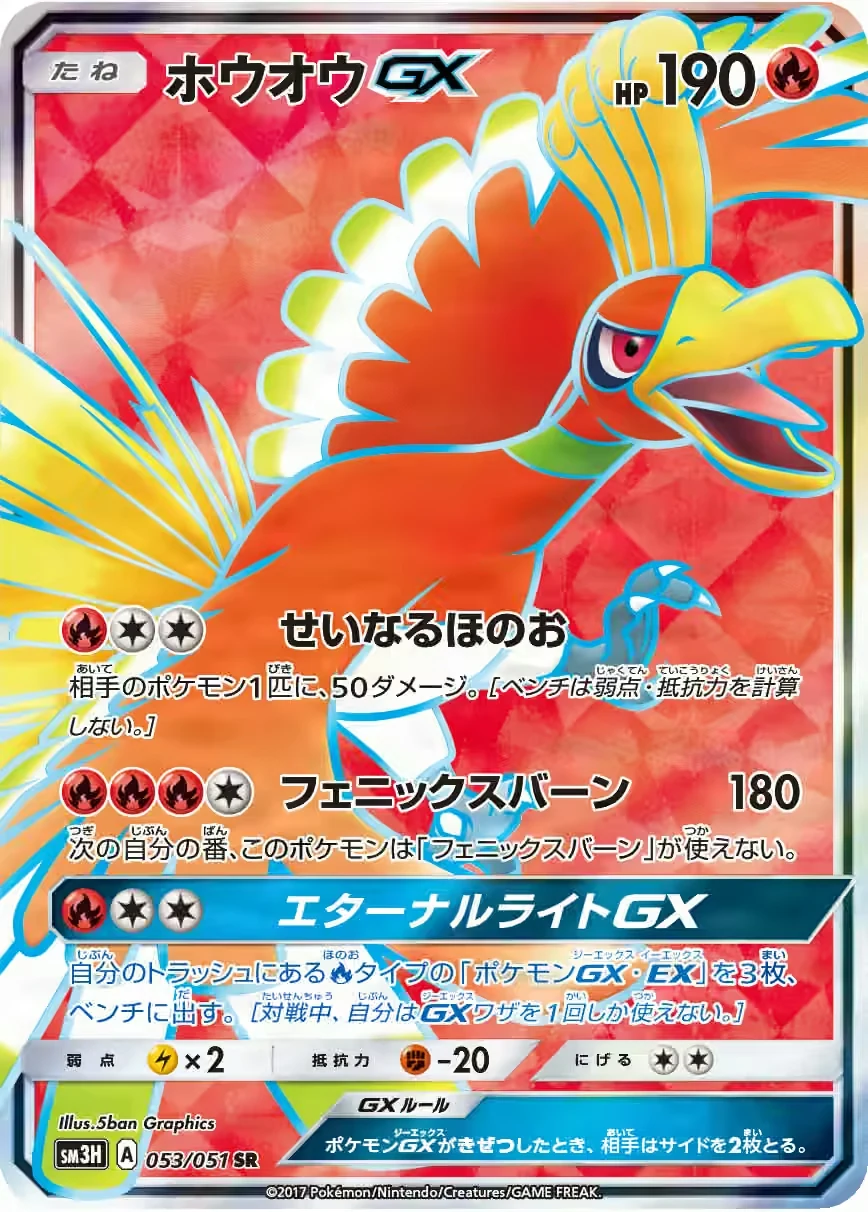 たね ホウオウGX HP190
せいなるほのお
相手のポケモン1匹に、50ダメージ。[ベンチは弱点・抵抗力を計算
しない。]
フェニックスバーン 180
次の自分の番、このポケモンは「フェニックスバーン」が使えない。
エターナルライトGX
自分のトラッシュにあるタイプの「ポケモンGX・EX」を3枚、
ベンチに出す。[対戦中、自分はGXワザを1回しか使えない。]
弱点 ×2 抵抗力 -20 にげる
GXルール
ポケモンGXがきぜつしたとき、相手はサイドを2枚とる。
Illus.5ban Graphics
SM3H A 053/051 SR
©2017 Pokémon/Nintendo/Creatures/GAME FREAK.